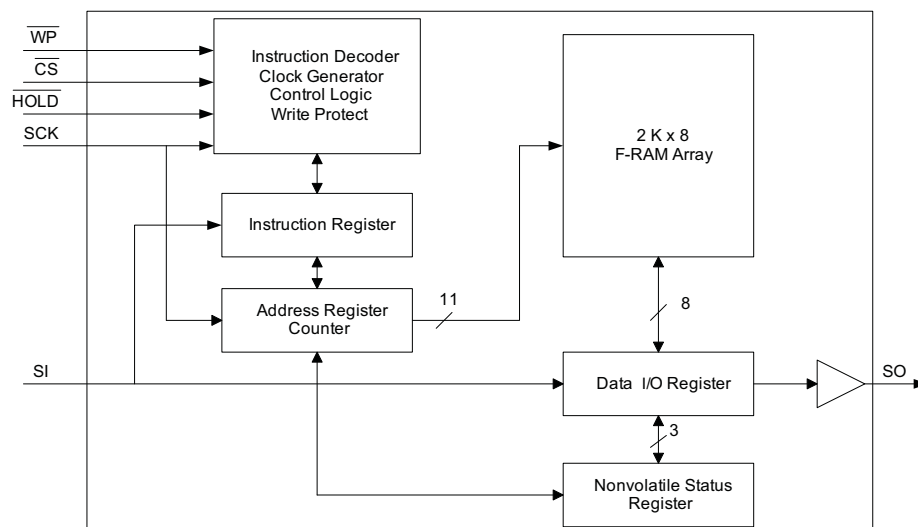 WP
CS
HOLD
SCK
Instruction Decoder
Clock Generator
Control Logic
Write Protect
2 K x 8
F-RAM Array
Instruction Register
Address Register
Counter
11
8
SI
Data I/O Register
SO
3
Nonvolatile Status
Register